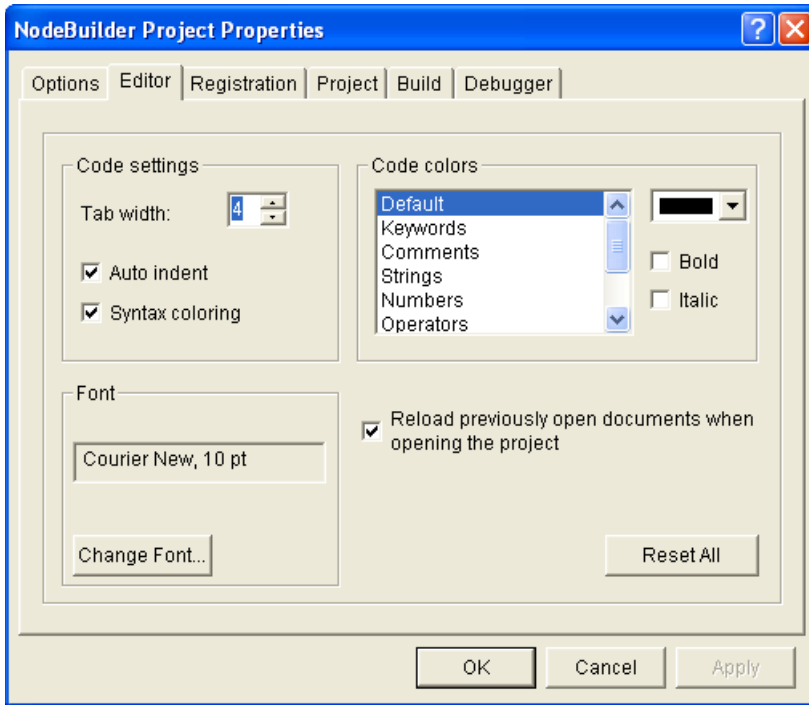 NodeBuilder Project Properties
Options Editor Registration Project Build Debugger
Code settings
Tab width: 4
Auto indent
Syntax coloring
Code colors
Default
Keywords
Comments
Strings
Numbers
Operators
Bold
Italic
Font
Courier New, 10 pt
Change Font...
Reload previously open documents when
opening the project
Reset All
OK Cancel Apply